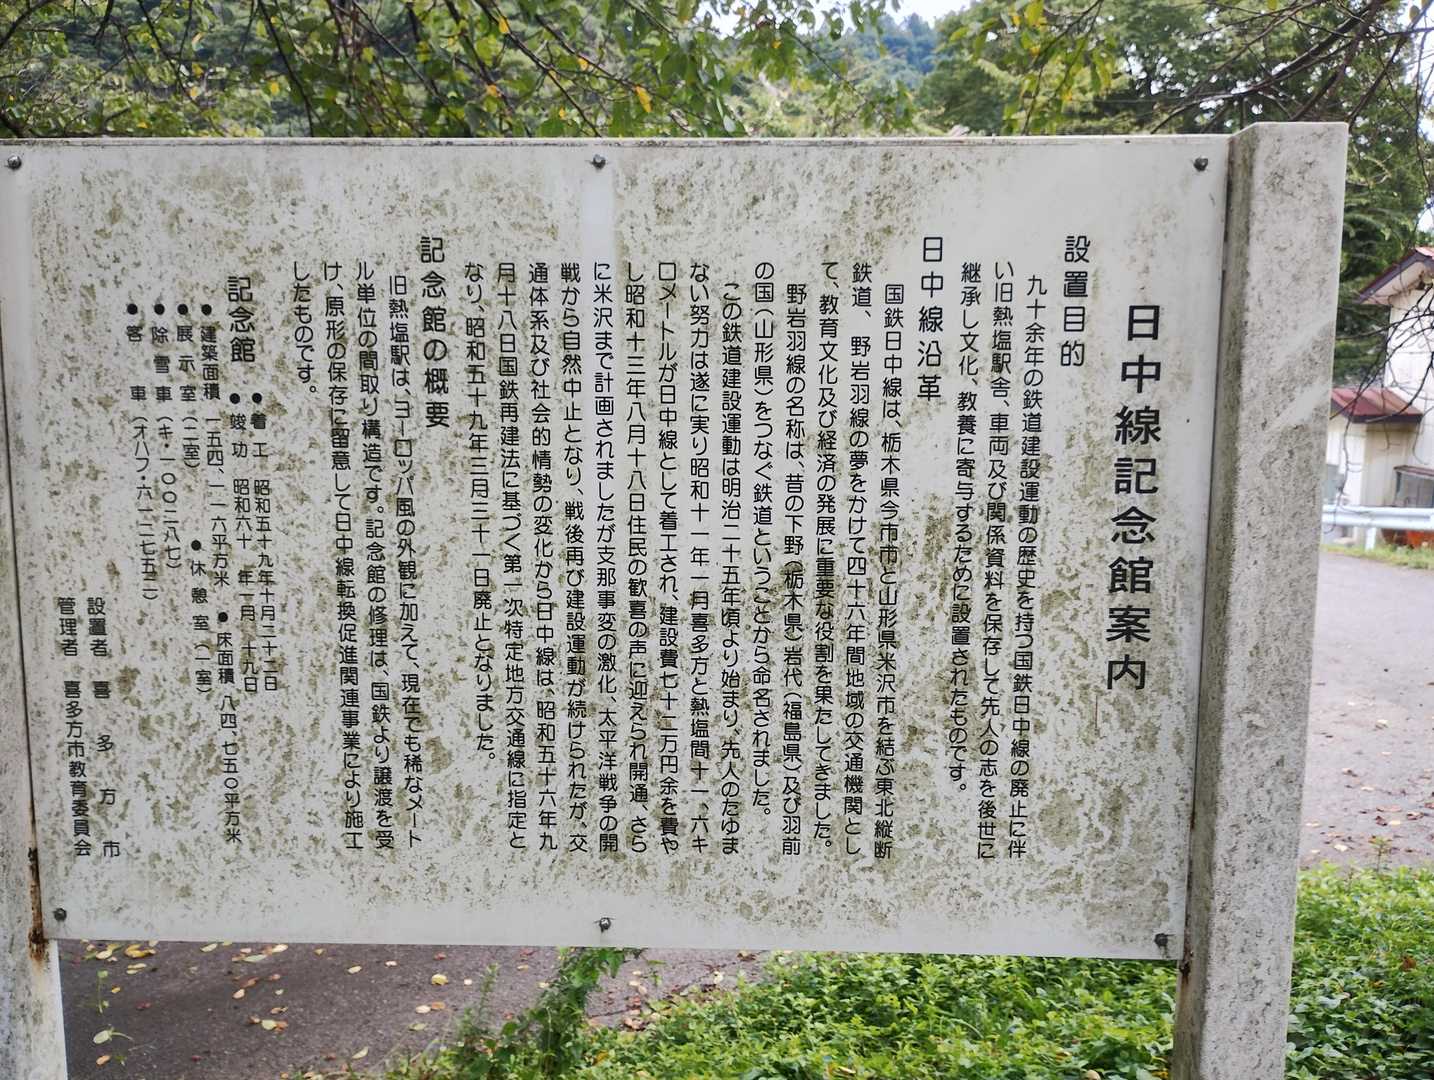 日中線記念館案内
設置目的
九十余年の鉄道建設運動の歴史を持つ国鉄日中線の廃止に伴
い旧熱塩駅舎、車両及び関係資料を保存して先人の志を後世に
継承し文化、教養に寄与するために設置されたものです。
日中線沿革
国鉄日中線は、栃木県今市市と山形県米沢市を結ぶ東北縦断
鉄道、野岩羽線の夢をかけて四十六年間地域の交通機関とし
て、教育文化及び経済の発展に重要な役割を果たしてきました。
野岩羽線の名称は、昔の下野(栃木県)岩代(福島県)及び羽前
の国(山形県)をつなぐ鉄道ということから命名されました。
この鉄道建設運動は明治二十五年頃より始まり、先人のたゆま
ない努力は遂に実り昭和十一年一月喜多方と熱塩間十一、六キ
ロメートルが日中線として着工され、建設費七十二万円余を費や
し昭和十三年八月十八日住民の歓喜の声に迎えられ開通、さら
に米沢まで計画されましたが支那事変の激化、太平洋戦争の開
戦から自然中止となり、戦後再び建設運動が続けられたが、交
通体系及び社会的情勢の変化から日中線は、昭和五十六年九
月十八日国鉄再建法に基づく第一次特定地方交通線に指定と
なり、昭和五十九年三月三十一日廃止となりました。
記念館の概要
旧熱塩駅は、ヨーロッパ風の外観に加えて、現在でも稀なメート
ル単位の間取り構造です。記念館の修理は、国鉄より譲渡を受
け、原形の保存に留意して日中線転換促進関連事業により施工
したものです。
記念館
●着工 昭和五十九年十月二十二日
●竣功 昭和六十年一月十九日
●建築面積 一五四、一一六平方米 ●床面積 八四、七五〇平方米
●展示室(二室) ●休憩室(一室)
●除雪車(キ・一〇〇二八七)
●客車(オハフ・六一二七五二)
設置者 喜多方市
管理者 喜多方市教育委員会